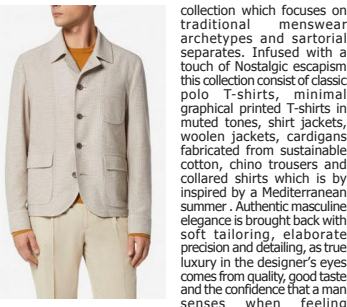 collection which focuses on
traditional menswear
archetypes and sartorial
separates. Infused with a
touch of Nostalgic escapism
this collection consist of classic
polo T-shirts, minimal
graphical printed T-shirts in
muted tones, shirt jackets,
woolen jackets, cardigans
fabricated from sustainable
cotton, chino trousers and
collared shirts which is by
inspired by a Mediterranean
summer . Authentic masculine
elegance is brought back with
soft tailoring, elaborate
precision and detailing, as true
luxury in the designer's eyes
comes from quality, good taste
and the confidence that a man
senses when feeling